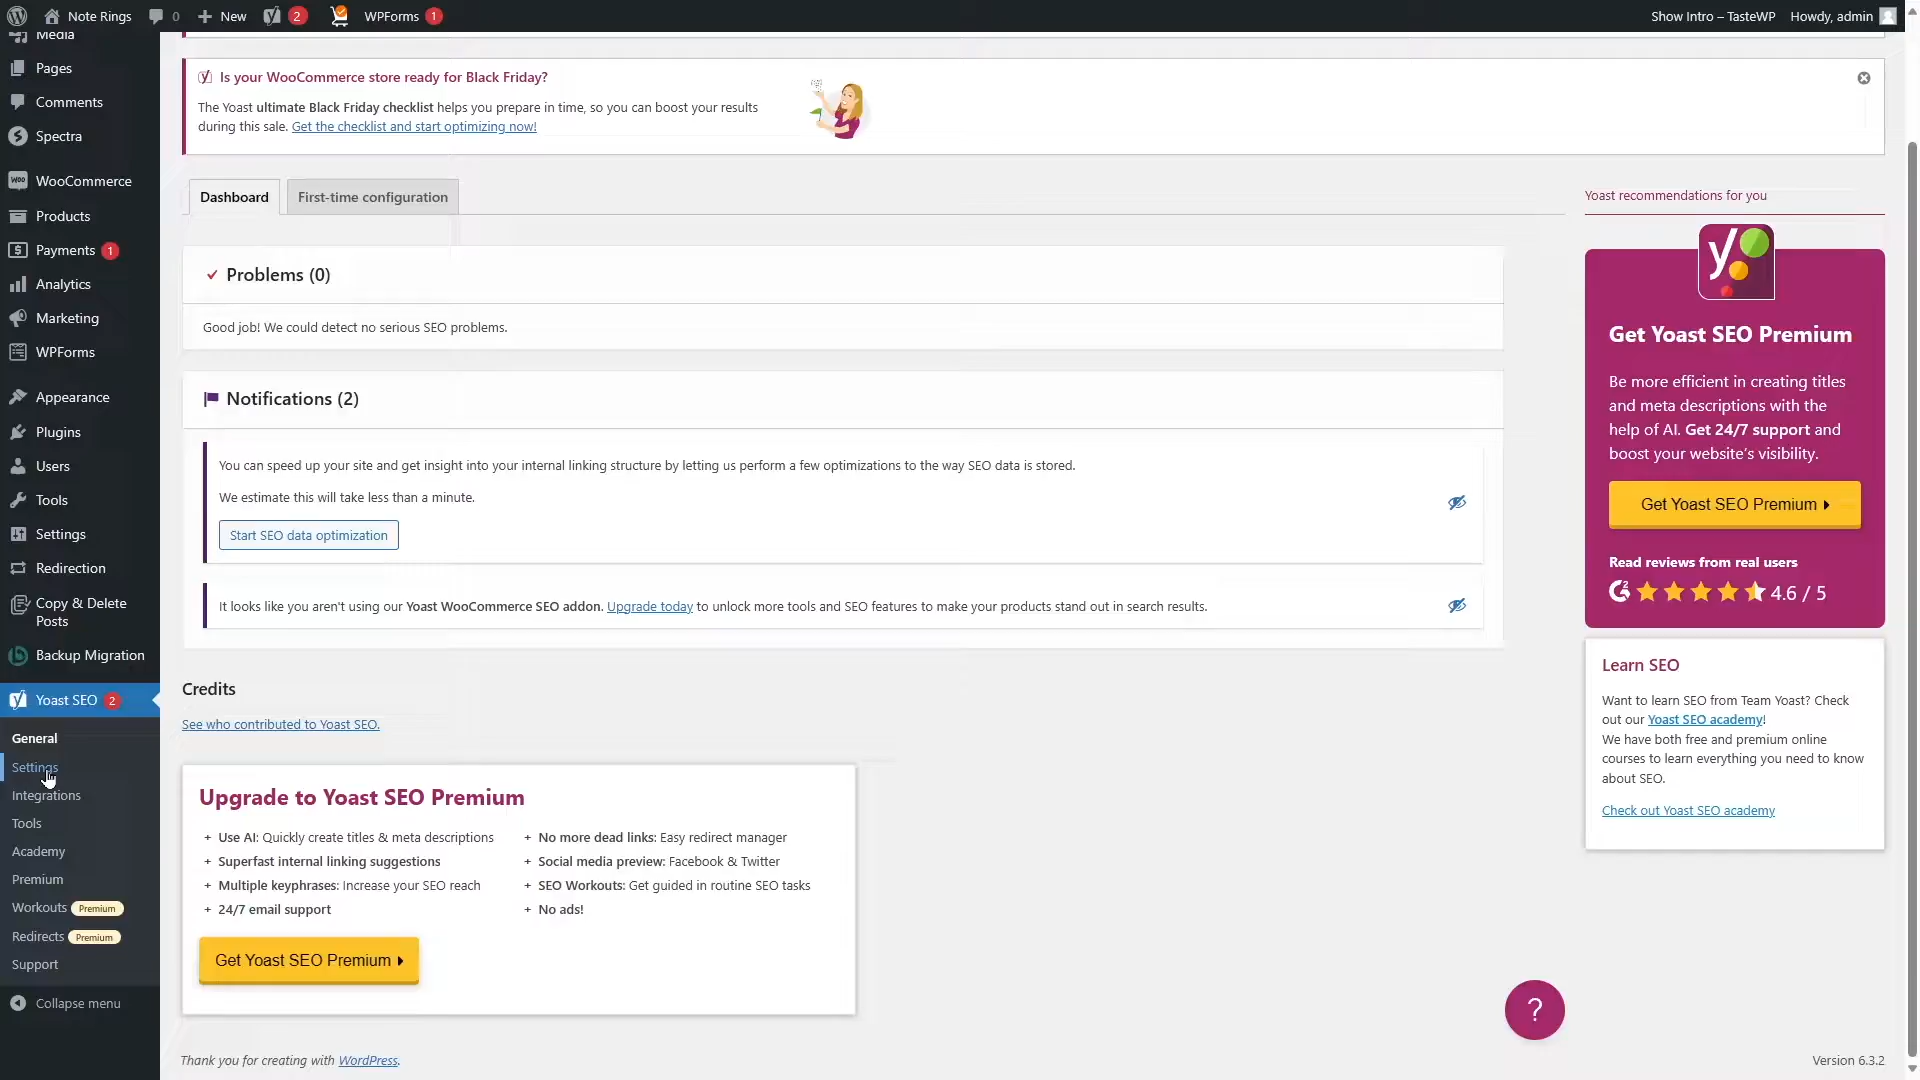 Note Rings
0
New
2
WPForms
1
Show Intro – TasteWP
Howdy, admin
Media
Pages
Comments
Spectra
WooCommerce
Products
Payments 1
Analytics
Marketing
WPForms
Appearance
Plugins
Users
Tools
Settings
Redirection
Copy & Delete
Posts
Backup Migration
Yoast SEO 2
General
Settings
Integrations
Tools
Academy
Premium
Workouts Premium
Redirects Premium
Support
Collapse menu
Is your WooCommerce store ready for Black Friday?
The Yoast ultimate Black Friday checklist helps you prepare in time, so you can boost your results
during this sale. Get the checklist and start optimizing now!
Dashboard
First-time configuration
Problems (0)
Good job! We could detect no serious SEO problems.
Notifications (2)
You can speed up your site and get insight into your internal linking structure by letting us perform a few optimizations to the way SEO data is stored.
We estimate this will take less than a minute.
Start SEO data optimization
It looks like you aren't using our Yoast WooCommerce SEO addon. Upgrade today to unlock more tools and SEO features to make your products stand out in search results.
Credits
See who contributed to Yoast SEO.
Upgrade to Yoast SEO Premium
+ Use AI: Quickly create titles & meta descriptions
+ Superfast internal linking suggestions
+ Multiple keyphrases: Increase your SEO reach
+ 24/7 email support
+ No more dead links: Easy redirect manager
+ Social media preview: Facebook & Twitter
+ SEO Workouts: Get guided in routine SEO tasks
+ No ads!
Get Yoast SEO Premium
Thank you for creating with WordPress.
Yoast recommendations for you
y
Get Yoast SEO Premium
Be more efficient in creating titles
and meta descriptions with the
help of AI. Get 24/7 support and
boost your website's visibility.
Get Yoast SEO Premium
Read reviews from real users
G2
4.6 / 5
Learn SEO
Want to learn SEO from Team Yoast? Check
out our Yoast SEO academy!
We have both free and premium online
courses to learn everything you need to know
about SEO.
Check out Yoast SEO academy
?
Version 6.3.2